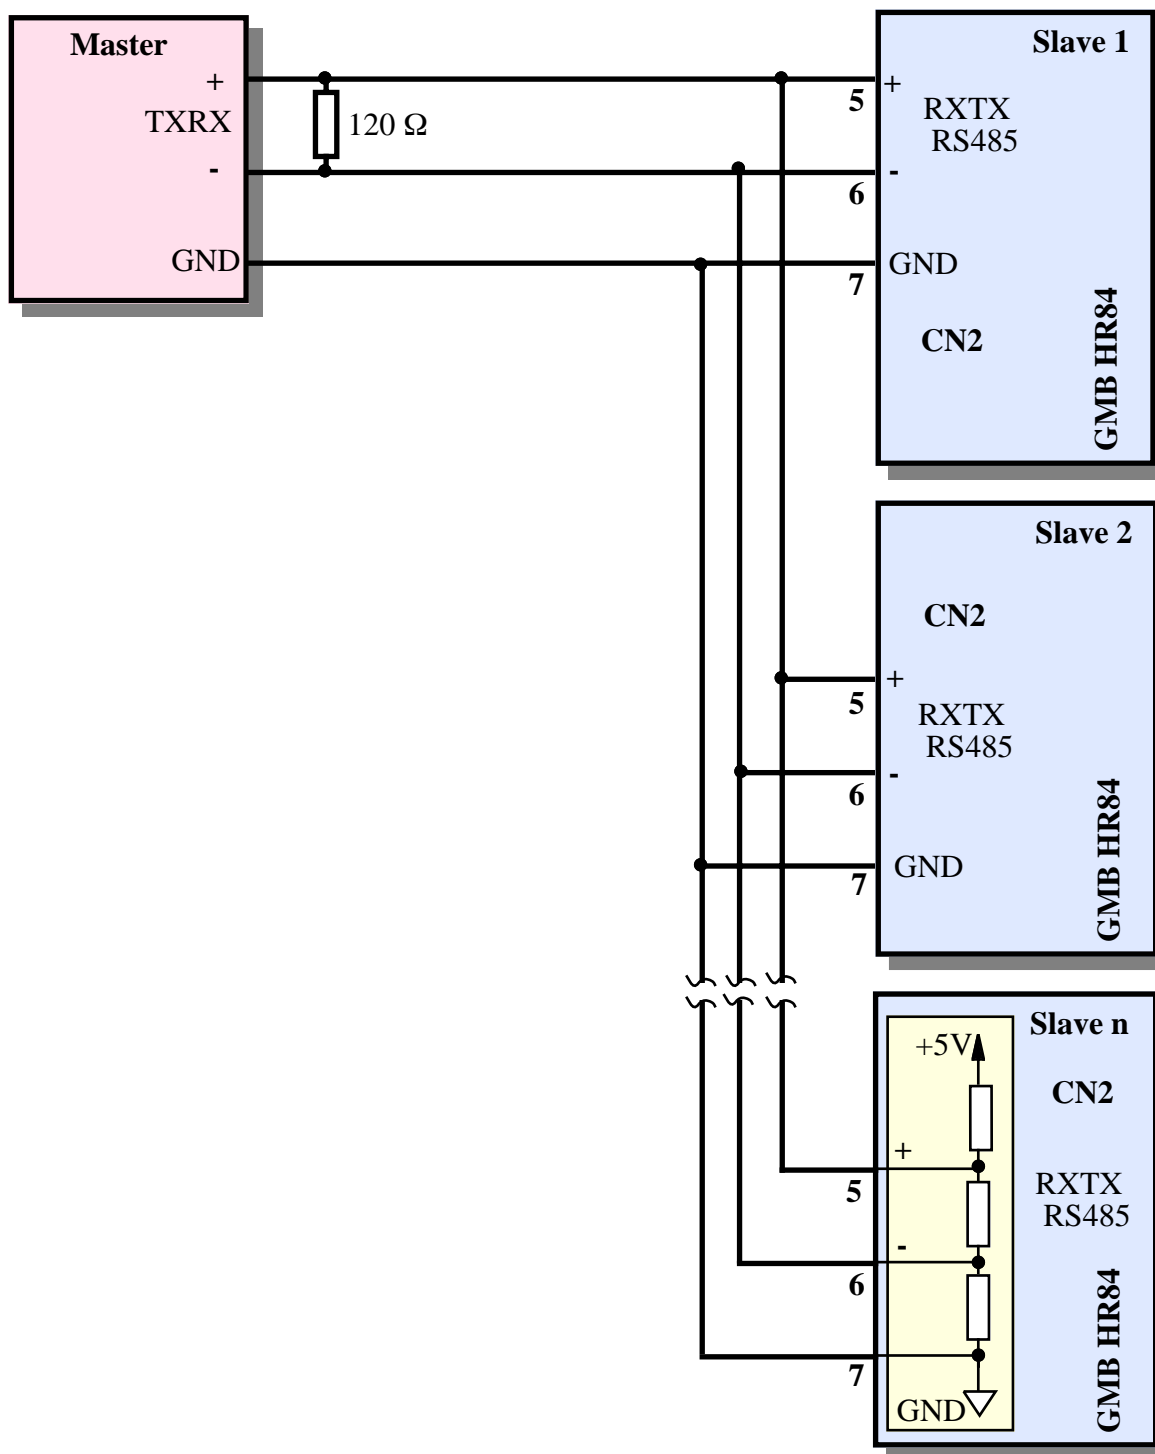 Master
+
TXRX
-
GND
120 Ω
Slave 1
5
+
RXTX
RS485
6
-
7
GND
CN2
GMB HR84
Slave 2
CN2
5
+
RXTX
RS485
6
-
7
GND
GMB HR84
Slave n
+5V
CN2
+
5
RXTX
RS485
-
6
7
GND
GMB HR84